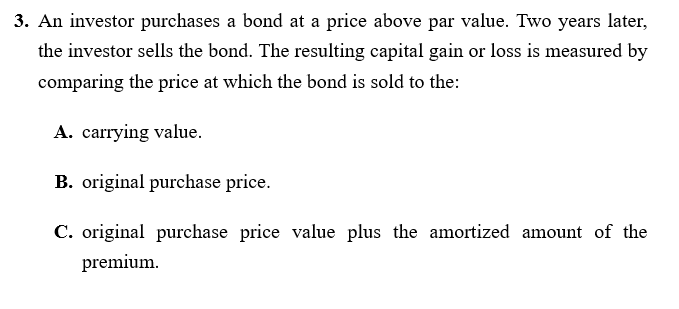 3. An investor purchases a bond at a price above par value. Two years later,
the investor sells the bond. The resulting capital gain or loss is measured by
comparing the price at which the bond is sold to the:
A. carrying value.
B. original purchase price.
C. original purchase price value plus the amortized amount of the
premium.